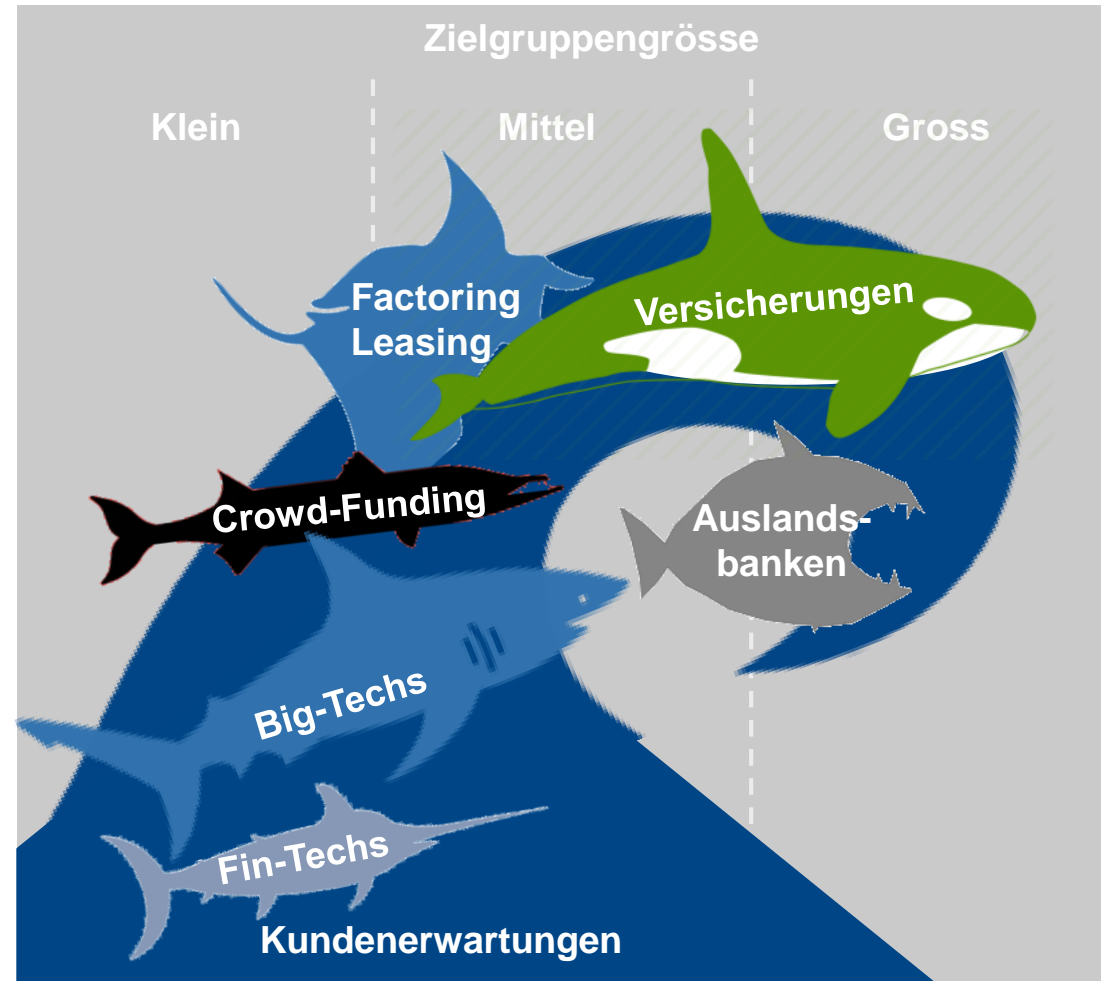 Zielgruppengrösse
Klein
Mittel
Gross
Factoring
Leasing
Versicherungen
Crowd-Funding
Auslands-
banken
Big-Techs
Fin-Techs
Kundenerwartungen